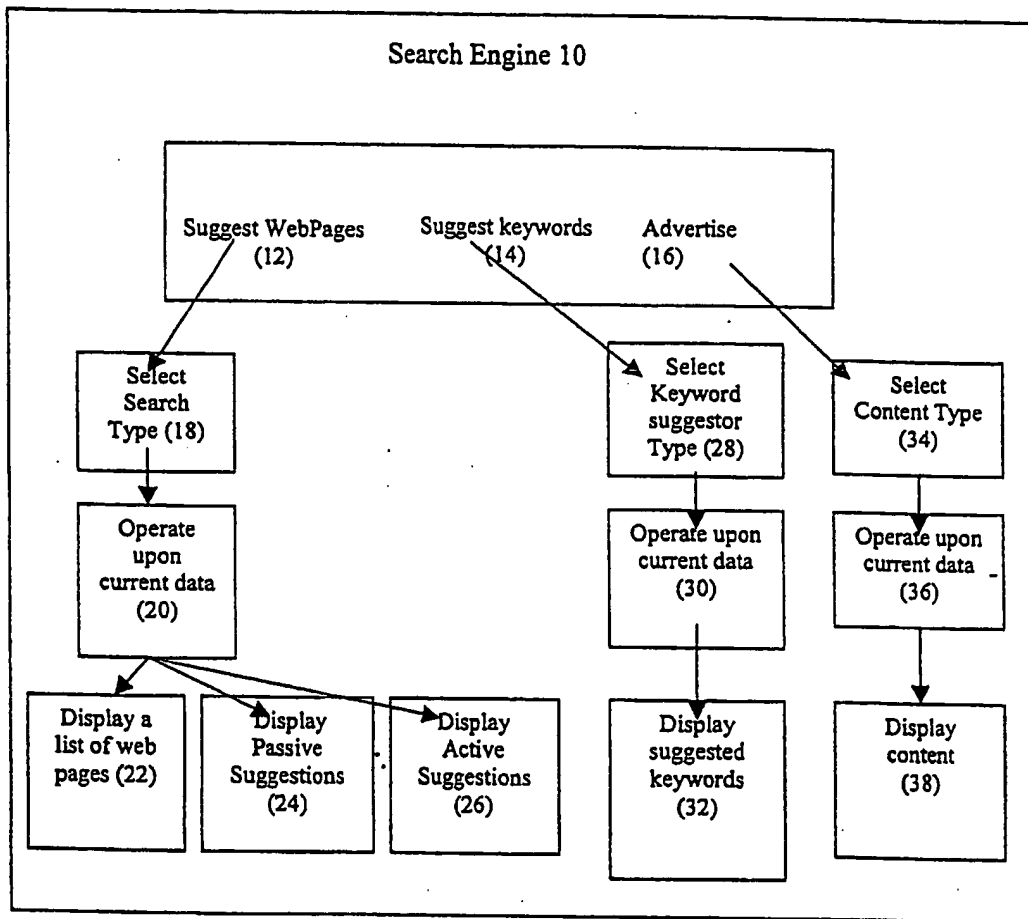 Search Engine 10
Suggest WebPages
(12)
Suggest keywords
(14)
Advertise
(16)
Select
Search
Type (18)
Select
Keyword
suggestor
Type (28)
Select
Content Type
(34)
Operate
upon
current data
(20)
Operate upon
current data
(30)
Operate upon
current data
(36)
Display a
list of web
pages (22)
Display
Passive
Suggestions
(24)
Display
Active
Suggestions
(26)
Display
suggested
keywords
(32)
Display
content
(38)